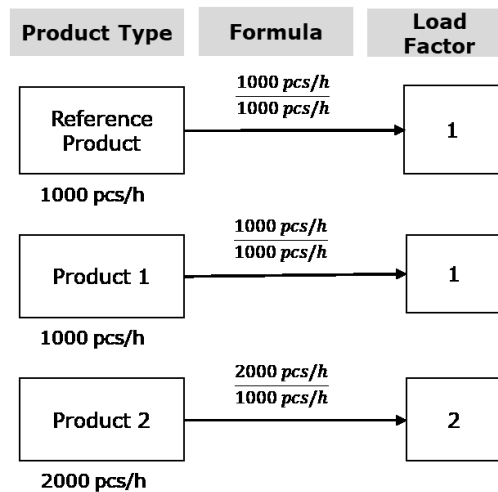 Product Type
Formula
Load
Factor
Reference
Product
1000 pcs/h
1000 pcs/h
1000 pcs/h
1
Product 1
1000 pcs/h
1000 pcs/h
1000 pcs/h
1
Product 2
2000 pcs/h
2000 pcs/h
1000 pcs/h
2